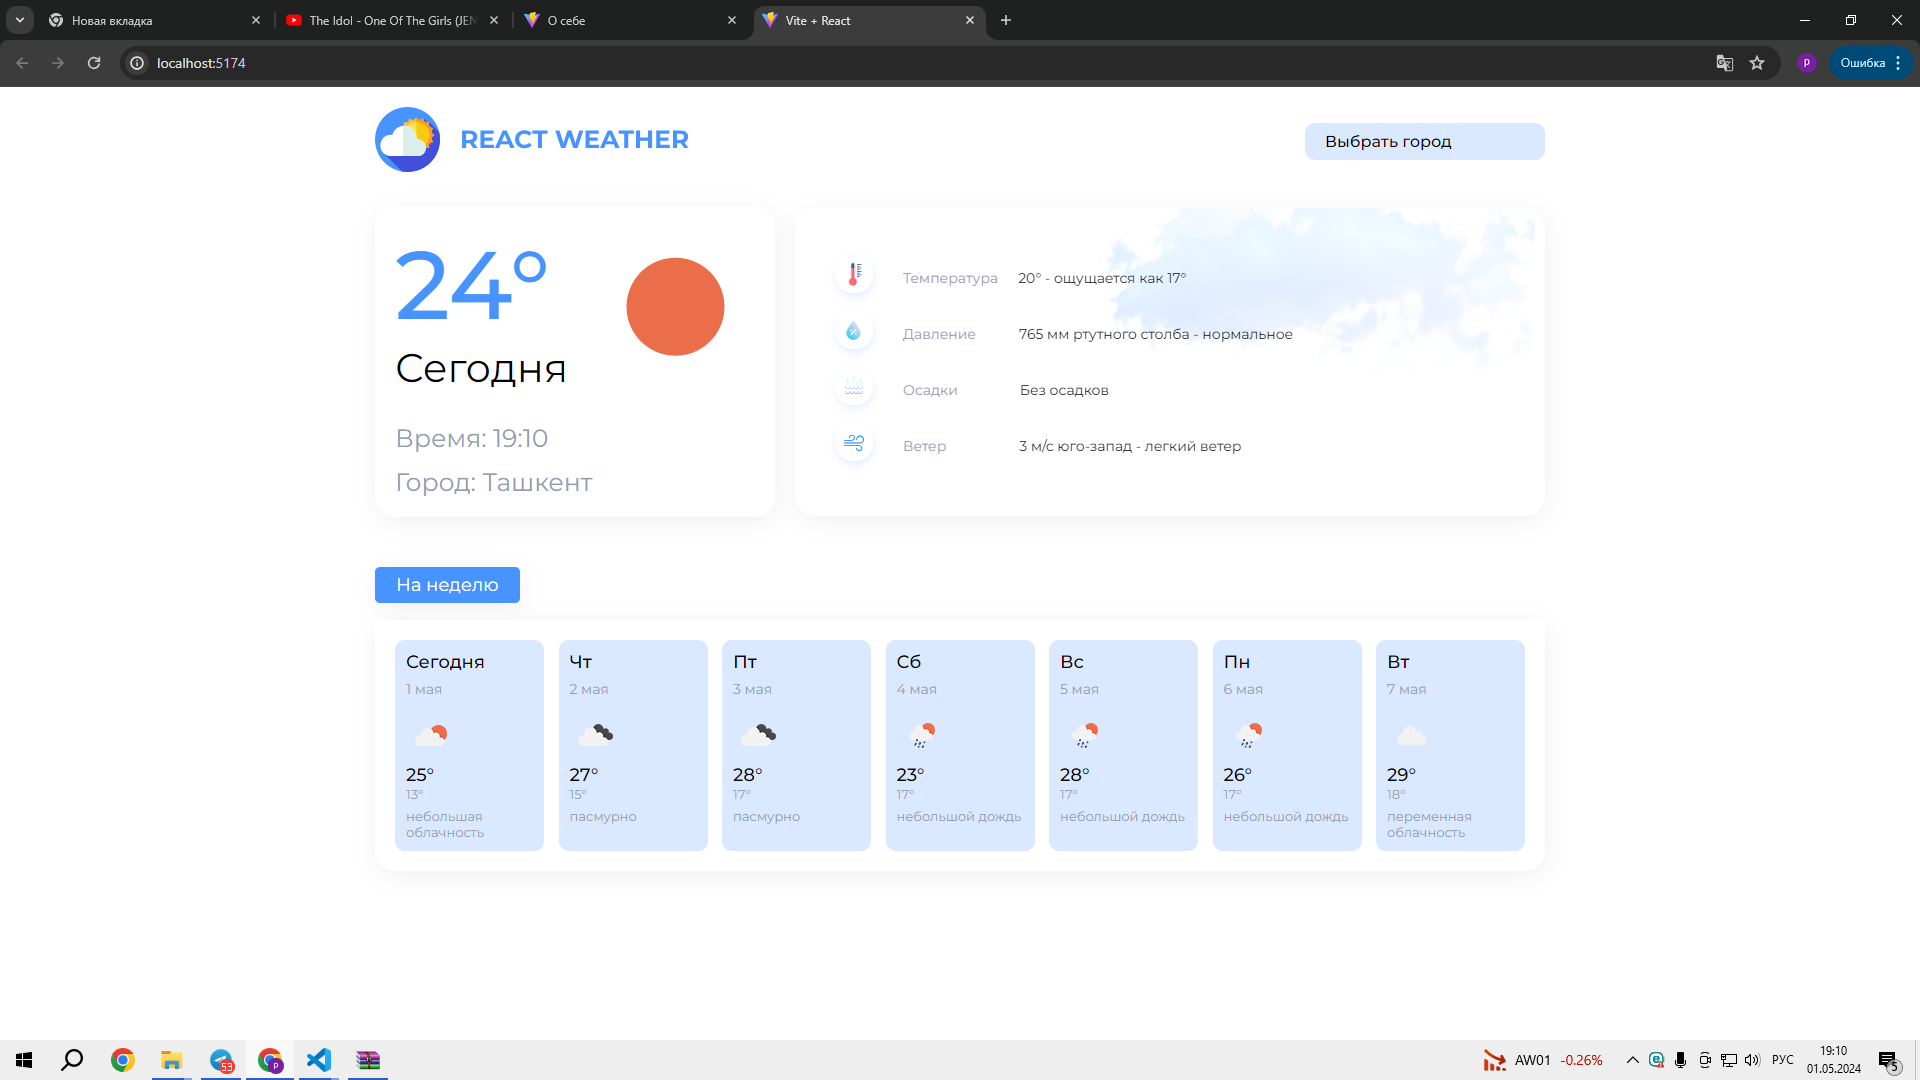 Новая вкладка
The Idol - One Of The Girls (JEN
О себе
Vite + React
localhost:5174
P
Ошибка
REACT WEATHER
Выбрать город
24°
Сегодня
Время: 19:10
Город: Ташкент
Температура 20° - ощущается как 17°
Давление 765 мм ртутного столба - нормальное
Осадки Без осадков
Ветер 3 м/с юго-запад - легкий ветер
На неделю
Сегодня
1 мая
25°
13°
небольшая
облачность
Чт
2 мая
27°
15°
пасмурно
Пт
3 мая
28°
17°
пасмурно
Сб
4 мая
23°
17°
небольшой дождь
Вс
5 мая
28°
17°
небольшой дождь
Пн
6 мая
26°
17°
небольшой дождь
Вт
7 мая
29°
18°
переменная
облачность
53
P
AW01 -0.26%
РУС
19:10
01.05.2024
5